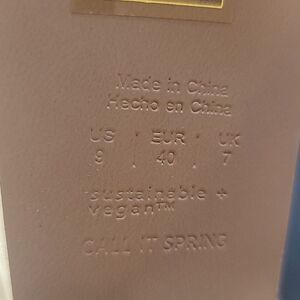 Made in China
Hecho en China
US | EUR | UK
9 | 40 | 7
sustainable +
vegan™
CALL IT SPRING